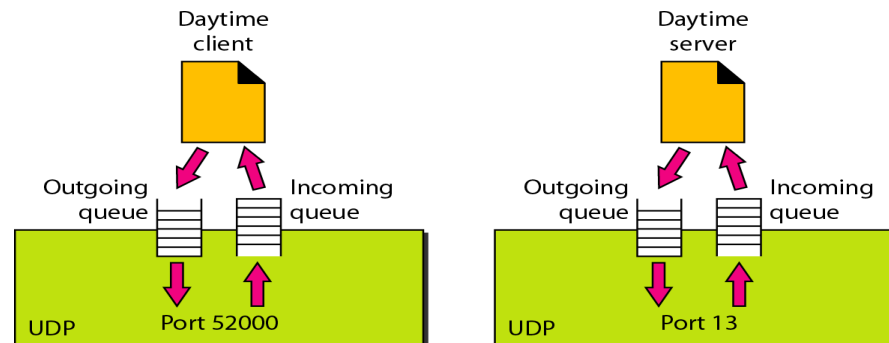 Daytime
client
Outgoing
queue
Incoming
queue
UDP
Port 52000
Daytime
server
Outgoing
queue
Incoming
queue
UDP
Port 13